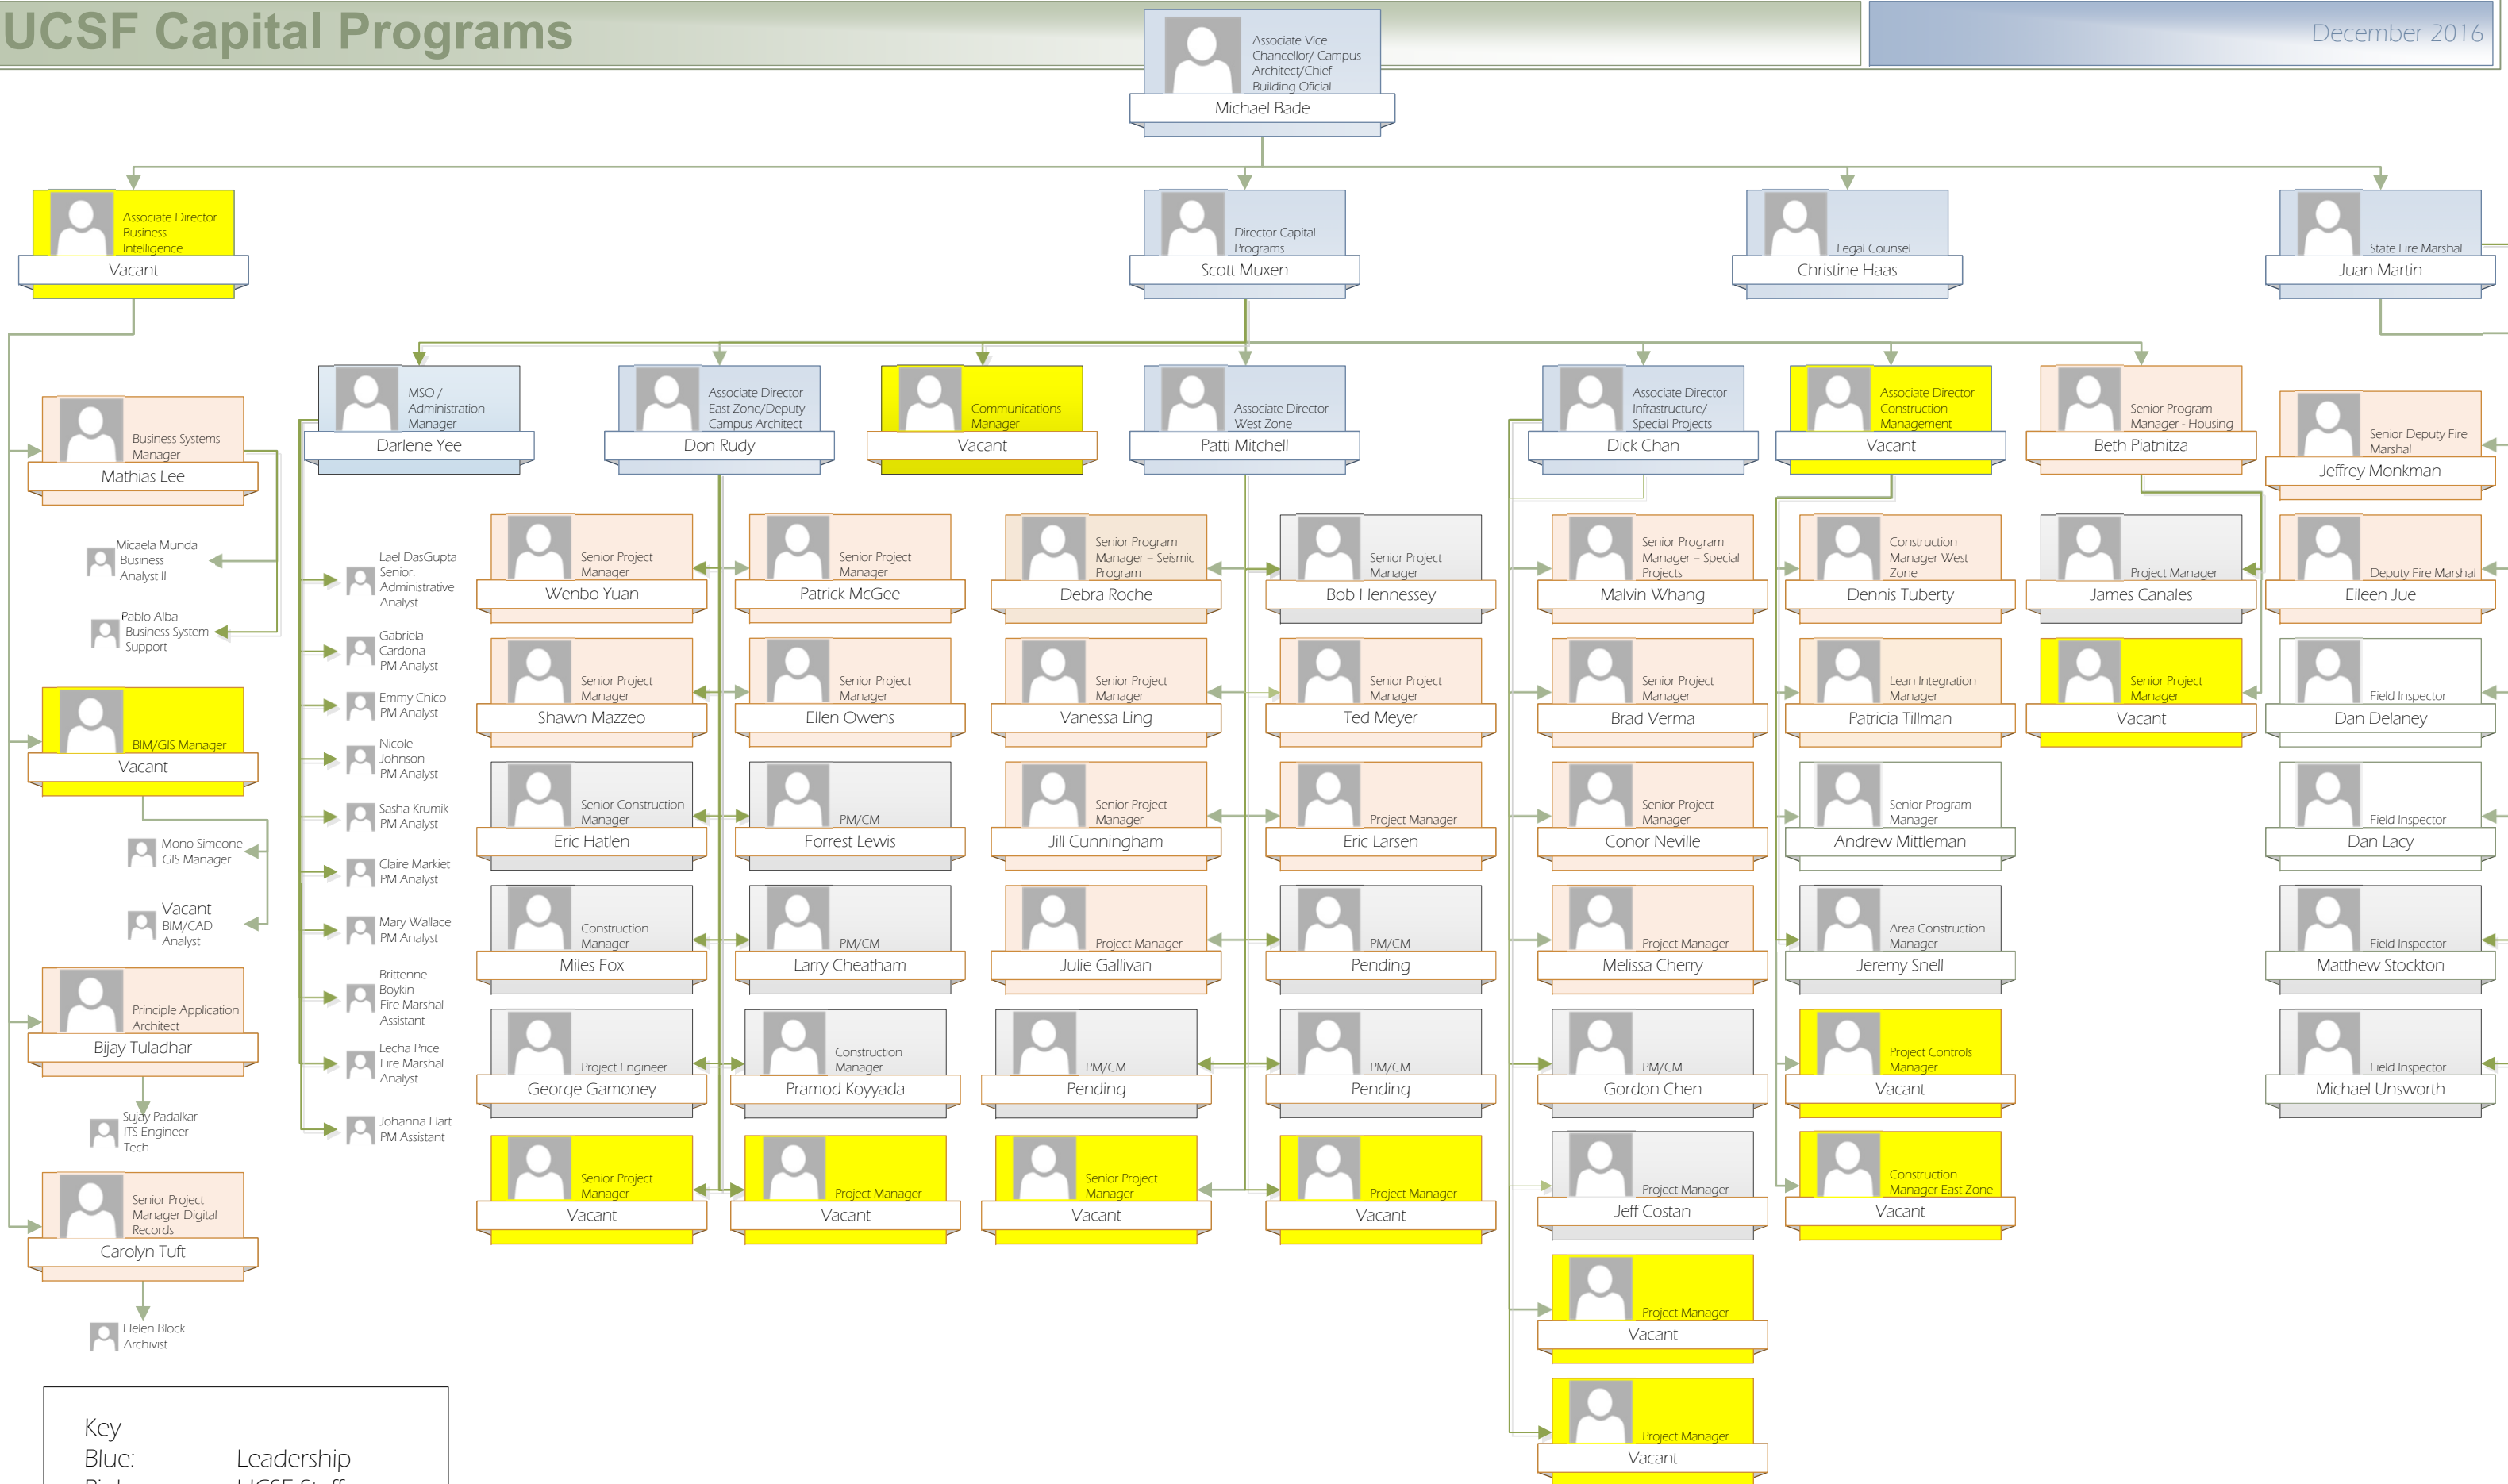 UCSF Capital Programs
December 2016
Associate Vice
Chancellor/ Campus
Architect/Chief
Building Oficial
Michael Bade
Associate Director
Business
Intelligence
Vacant
Director Capital
Programs
Scott Muxen
Legal Counsel
Christine Haas
State Fire Marshal
Juan Martin
Business Systems
Manager
Mathias Lee
Micaela Munda
Business
Analyst II
Pablo Alba
Business System
Support
BIM/GIS Manager
Vacant
Mono Simeone
GIS Manager
Vacant
BIM/CAD
Analyst
Principle Application
Architect
Bijay Tuladhar
Sujay Padalkar
ITS Engineer
Tech
Senior Project
Manager Digital
Records
Carolyn Tuft
Helen Block
Archivist
MSO /
Administration
Manager
Darlene Yee
Lael DasGupta
Senior.
Administrative
Analyst
Gabriela
Cardona
PM Analyst
Emmy Chico
PM Analyst
Nicole
Johnson
PM Analyst
Sasha Krumik
PM Analyst
Claire Markiet
PM Analyst
Mary Wallace
PM Analyst
Brittenne
Boykin
Fire Marshal
Assistant
Lecha Price
Fire Marshal
Analyst
Johanna Hart
PM Assistant
Associate Director
East Zone/Deputy
Campus Architect
Don Rudy
Senior Project
Manager
Wenbo Yuan
Senior Project
Manager
Patrick McGee
Senior Project
Manager
Shawn Mazzeo
Senior Project
Manager
Ellen Owens
Senior Construction
Manager
Eric Hatlen
PM/CM
Forrest Lewis
Construction
Manager
Miles Fox
PM/CM
Larry Cheatham
Project Engineer
George Gamoney
Construction
Manager
Pramod Koyyada
Senior Project
Manager
Vacant
Project Manager
Vacant
Communications
Manager
Vacant
Associate Director
West Zone
Patti Mitchell
Senior Program
Manager – Seismic
Program
Debra Roche
Senior Project
Manager
Bob Hennessey
Senior Project
Manager
Vanessa Ling
Senior Project
Manager
Ted Meyer
Senior Project
Manager
Jill Cunningham
Project Manager
Eric Larsen
Project Manager
Julie Gallivan
PM/CM
Pending
PM/CM
Pending
PM/CM
Pending
Senior Project
Manager
Vacant
Project Manager
Vacant
Associate Director
Infrastructure/
Special Projects
Dick Chan
Senior Program
Manager – Special
Projects
Malvin Whang
Senior Project
Manager
Brad Verma
Senior Project
Manager
Conor Neville
Project Manager
Melissa Cherry
PM/CM
Gordon Chen
Project Manager
Jeff Costan
Project Manager
Vacant
Project Manager
Vacant
Associate Director
Construction
Management
Vacant
Construction
Manager West
Zone
Dennis Tuberty
Lean Integration
Manager
Patricia Tillman
Senior Program
Manager
Andrew Mittleman
Area Construction
Manager
Jeremy Snell
Project Controls
Manager
Vacant
Construction
Manager East Zone
Vacant
Senior Program
Manager - Housing
Beth Piatnitza
Project Manager
James Canales
Senior Project
Manager
Vacant
Senior Deputy Fire
Marshal
Jeffrey Monkman
Deputy Fire Marshal
Eileen Jue
Field Inspector
Dan Delaney
Field Inspector
Dan Lacy
Field Inspector
Matthew Stockton
Field Inspector
Michael Unsworth
Key
Blue: Leadership